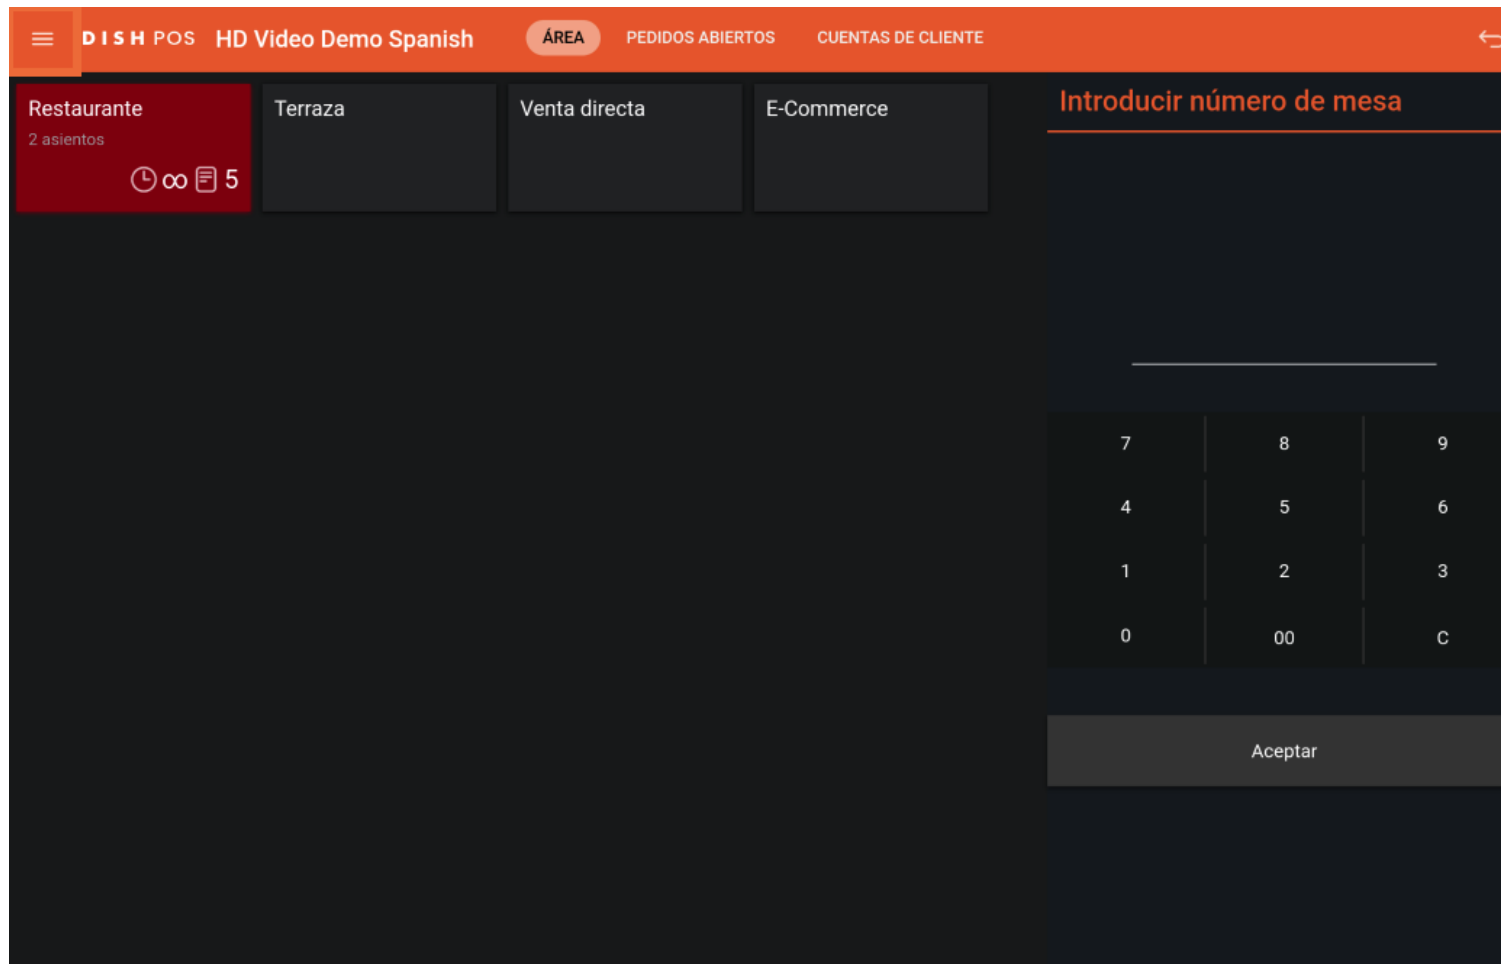 DISH POS HD Video Demo Spanish ÁREA PEDIDOS ABIERTOS CUENTAS DE CLIENTE
Restaurante
2 asientos
∞ 5
Terraza
Venta directa
E-Commerce
Introducir número de mesa
7 8 9
4 5 6
1 2 3
0 00 C
Aceptar